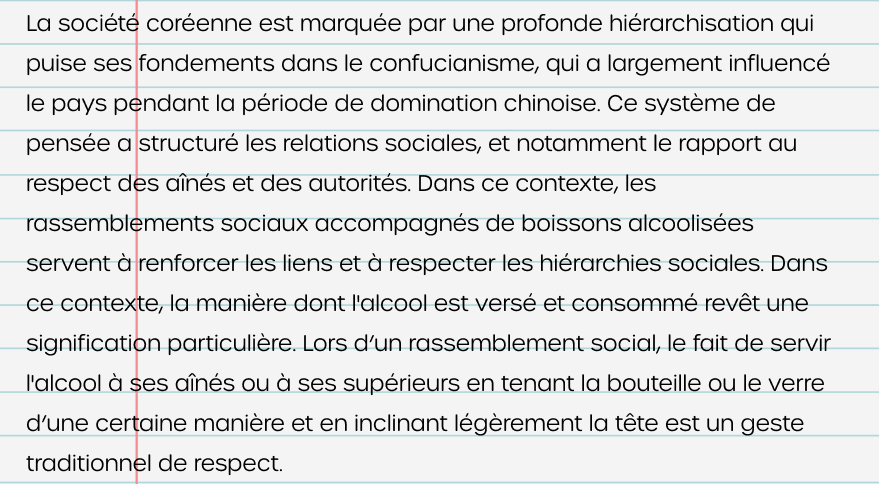 La société coréenne est marquée par une profonde hiérarchisation qui
puise ses fondements dans le confucianisme, qui a largement influencé
le pays pendant la période de domination chinoise. Ce système de
pensée a structuré les relations sociales, et notamment le rapport au
respect des aînés et des autorités. Dans ce contexte, les
rassemblements sociaux accompagnés de boissons alcoolisées
servent à renforcer les liens et à respecter les hiérarchies sociales. Dans
ce contexte, la manière dont l'alcool est versé et consommé revêt une
signification particulière. Lors d’un rassemblement social, le fait de servir
l'alcool à ses aînés ou à ses supérieurs en tenant la bouteille ou le verre
d’une certaine manière et en inclinant légèrement la tête est un geste
traditionnel de respect.